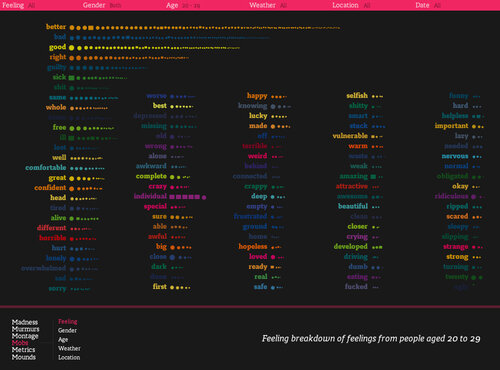 Feeling All Gender Both Age 20 - 29 Weather All Location All Date All
better
bad
good
right
guilty
sick
shit
same worse happy selfish funny
whole best knowing shitty hard
depressed lucky smart helpless
free missing made stuck important
ill old off vulnerable lazy
lost wrong terrible warm needed
well alone weird waste nervous
comfortable awkward behind weak normal
great complete connected amazing obligated
confident crazy crappy attractive okay
head individual deep awesome ridiculous
tired special empty beautiful ripped
alive sure frustrated clean scared
different able ground closer sleepy
horrible awful home crying slipping
hurt big hopeless developed strange
lonely close loved driving strong
overwhelmed dark ready dumb turning
sad dead real eating twenty
sorry first safe fucked ugly
Madness Feeling
Murmurs Gender
Montage Age
Mobs Weather
Metrics Location
Mounds
Feeling breakdown of feelings from people aged 20 to 29